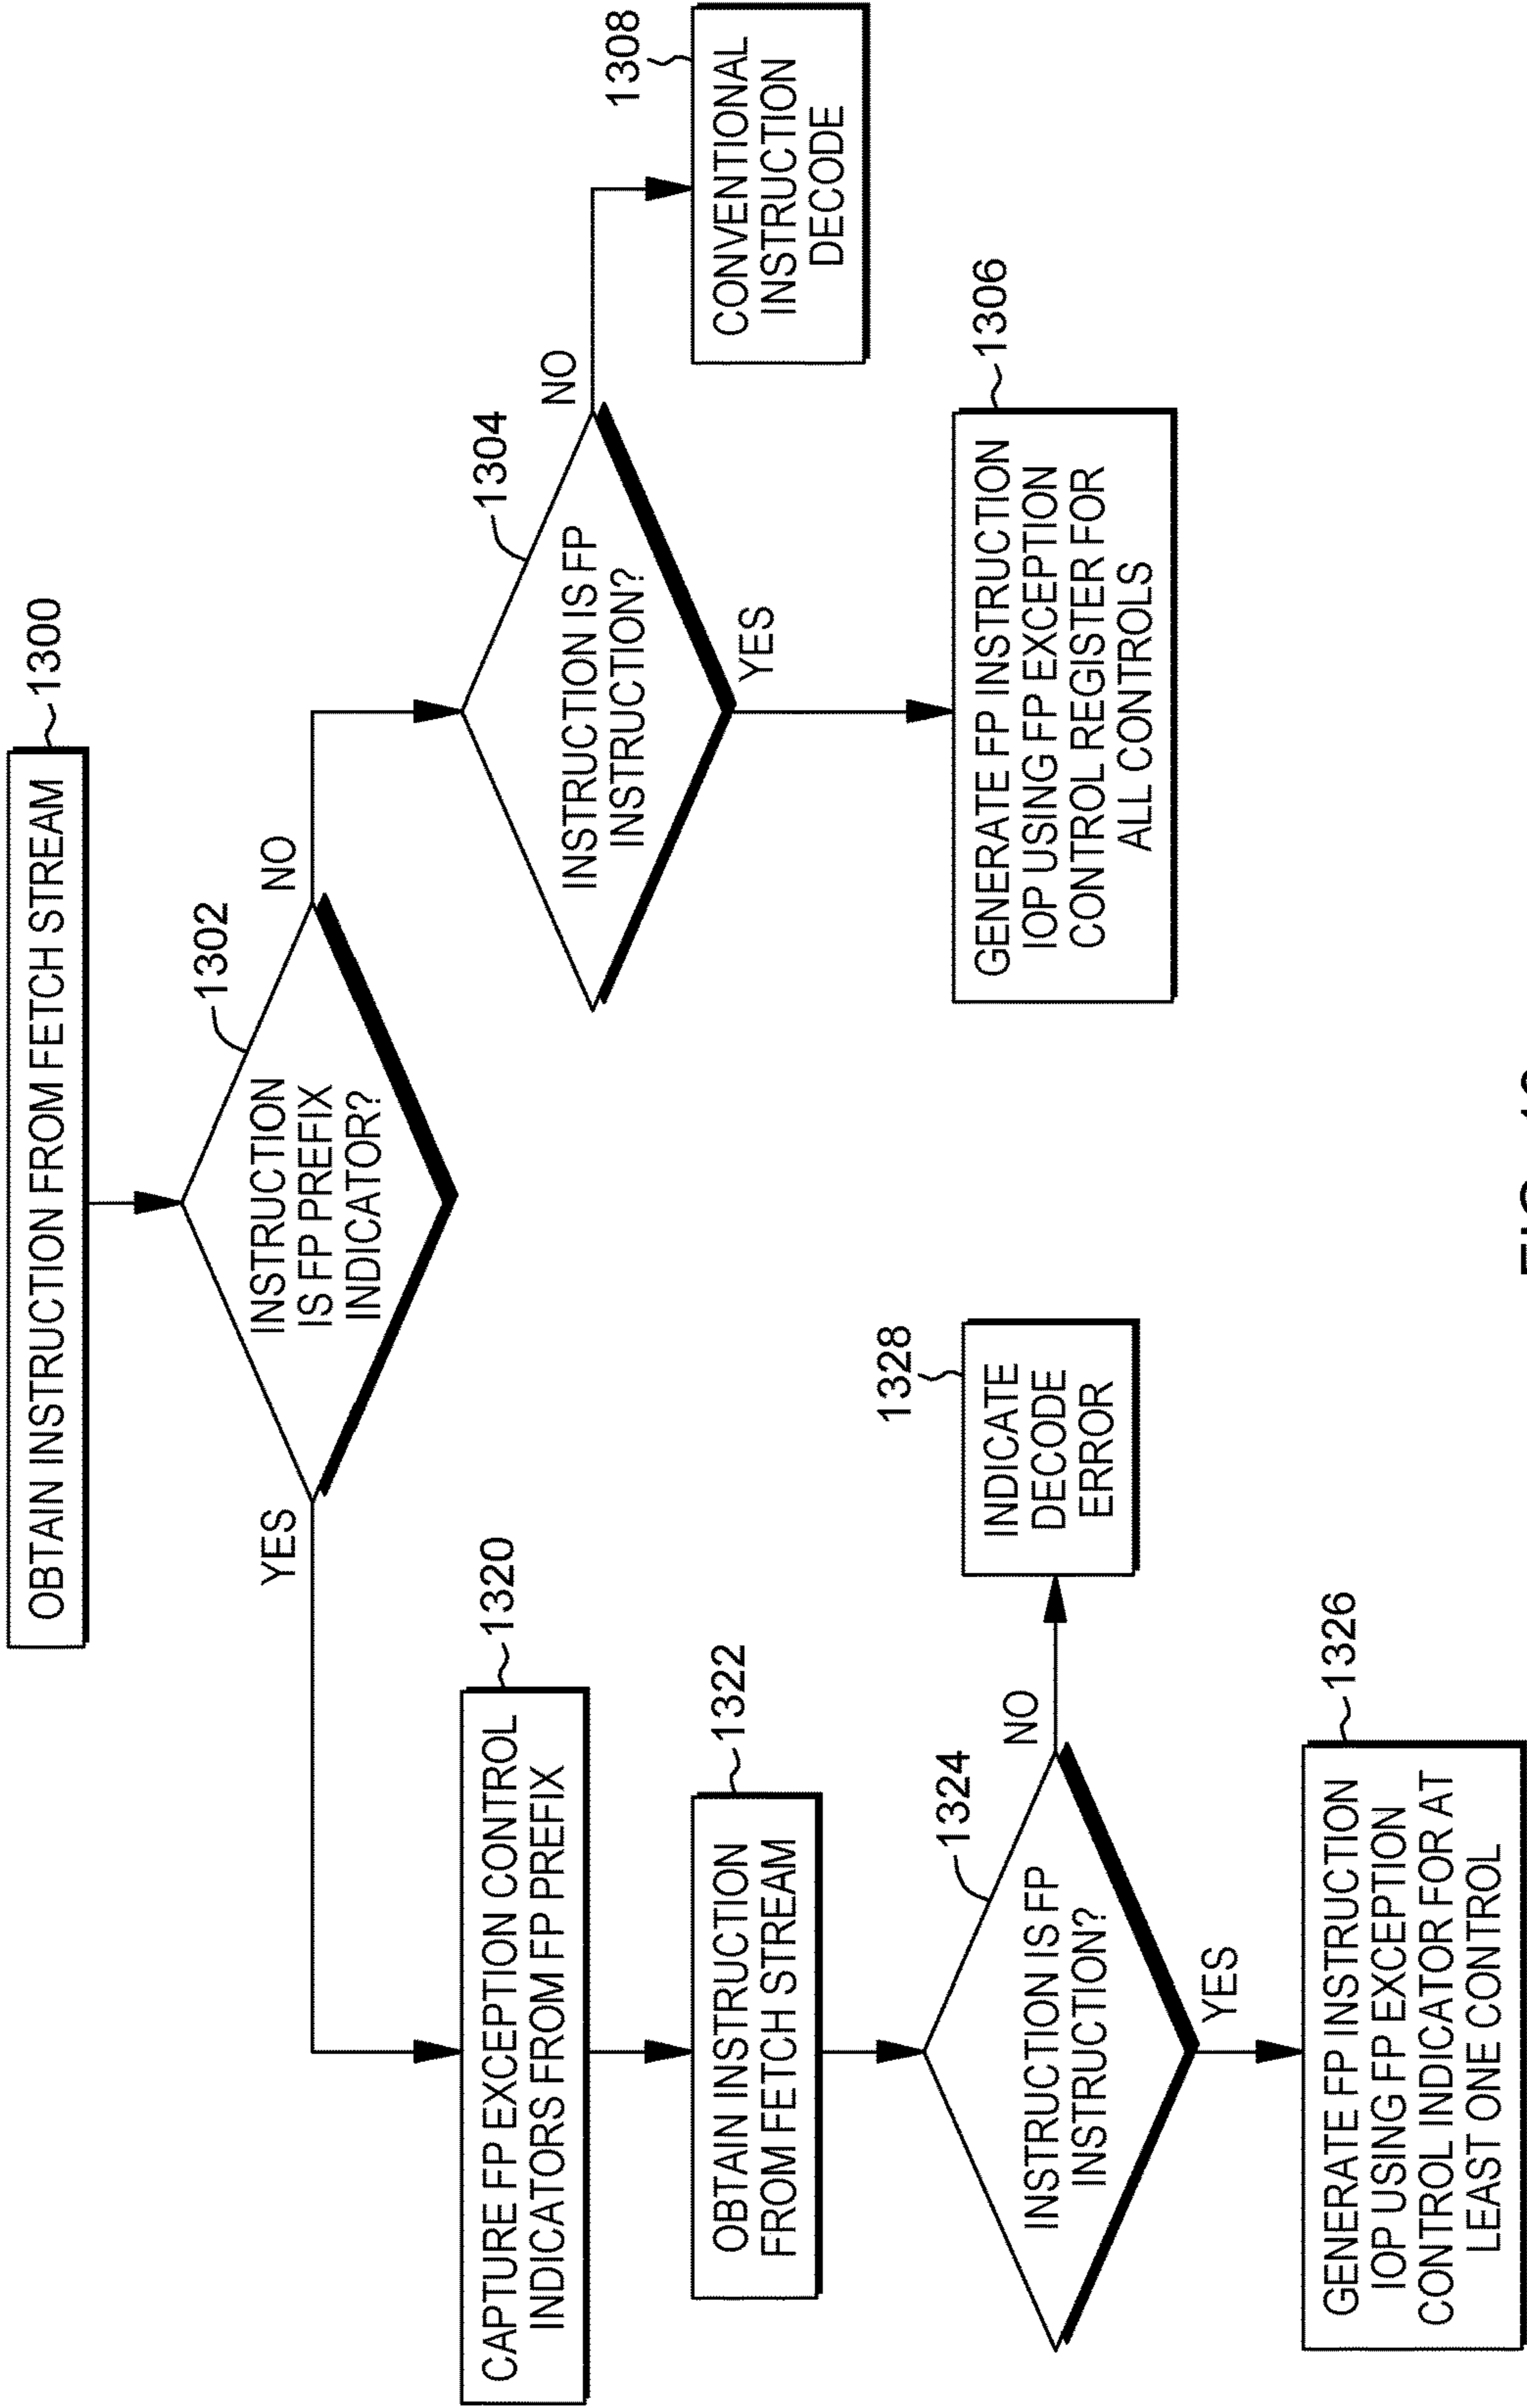 OBTAIN INSTRUCTION FROM FETCH STREAM
1300
1302
INSTRUCTION
IS FP PREFIX
INDICATOR?
YES
NO
1304
INSTRUCTION IS FP
INSTRUCTION?
NO
YES
1308
CONVENTIONAL
INSTRUCTION
DECODE
1306
GENERATE FP INSTRUCTION
IOP USING FP EXCEPTION
CONTROL REGISTER FOR
ALL CONTROLS
1320
CAPTURE FP EXCEPTION CONTROL
INDICATORS FROM FP PREFIX
1322
OBTAIN INSTRUCTION
FROM FETCH STREAM
1324
INSTRUCTION IS FP
INSTRUCTION?
NO
YES
1328
INDICATE
DECODE
ERROR
1326
GENERATE FP INSTRUCTION
IOP USING FP EXCEPTION
CONTROL INDICATOR FOR AT
LEAST ONE CONTROL